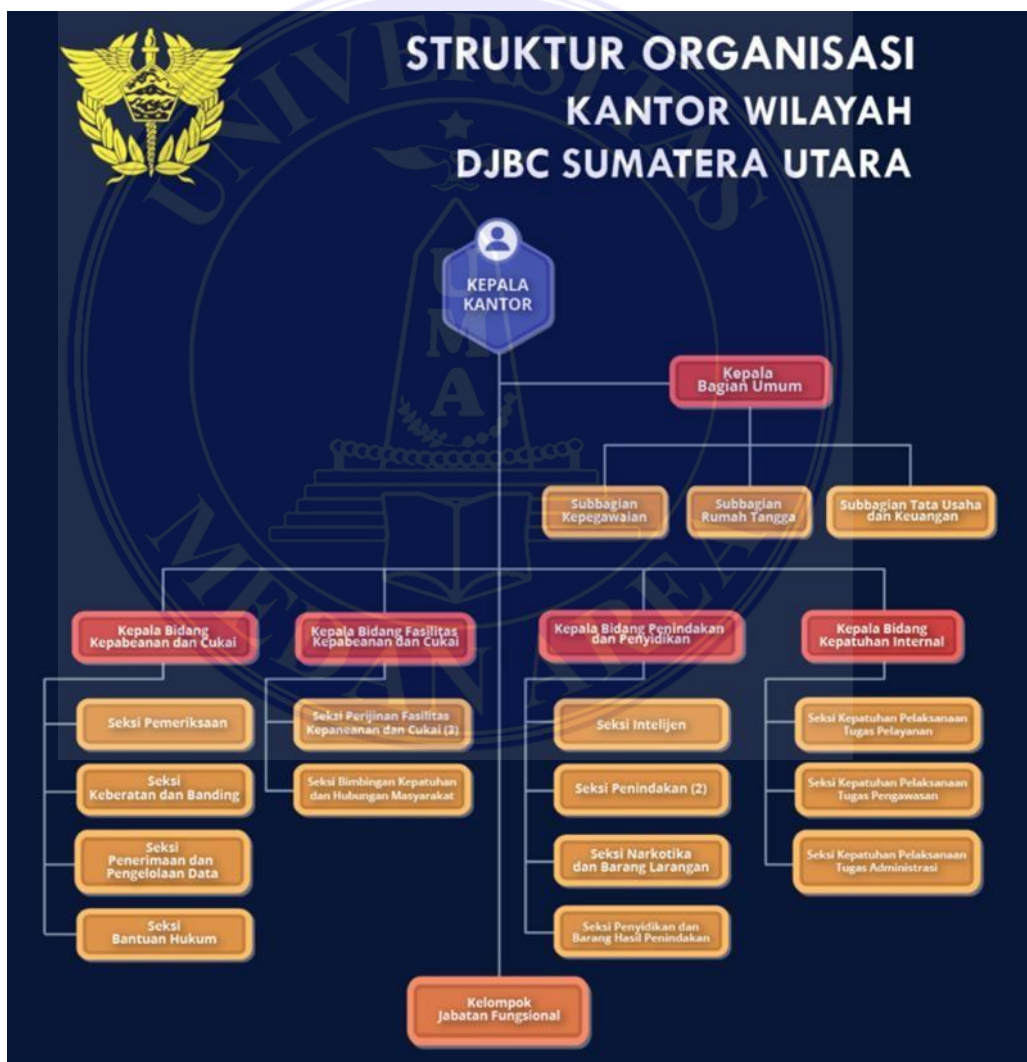 STRUKTUR ORGANISASI
KANTOR WILAYAH
DJBC SUMATERA UTARA
UNIVERSITAS
UMA
MEDAN AREA
KEPALA
KANTOR
Kepala
Bagian Umum
Subbagian
Kepegawaian
Subbagian
Rumah Tangga
Subbagian Tata Usaha
dan Keuangan
Kepala Bidang
Kepabeanan dan Cukai
Kepala Bidang Fasilitas
Kepabeanan dan Cukai
Kepala Bidang Penindakan
dan Penyidikan
Kepala Bidang
Kepatuhan Internal
Seksi Pemeriksaan
Seksi
Keberatan dan Banding
Seksi
Penerimaan dan
Pengelolaan Data
Seksi
Bantuan Hukum
Seksi Perijinan Fasilitas
Kepaneanan dan Cukai (3)
Seksi Bimbingan Kepatuhan
dan Hubungan Masyarakat
Seksi Intelijen
Seksi Penindakan (2)
Seksi Narkotika
dan Barang Larangan
Seksi Penyidikan dan
Barang Hasil Penindakan
Seksi Kepatuhan Pelaksanaan
Tugas Pelayanan
Seksi Kepatuhan Pelaksanaan
Tugas Pengawasan
Seksi Kepatuhan Pelaksanaan
Tugas Administrasi
Kelompok
Jabatan Fungsional